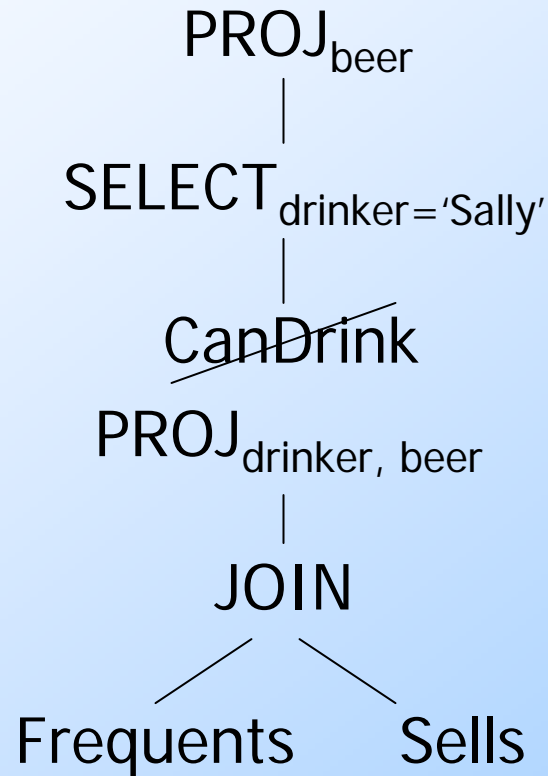 PROJbeer
SELECTdrinker=‘Sally’
CanDrink
PROJdrinker, beer
JOIN
Frequents Sells